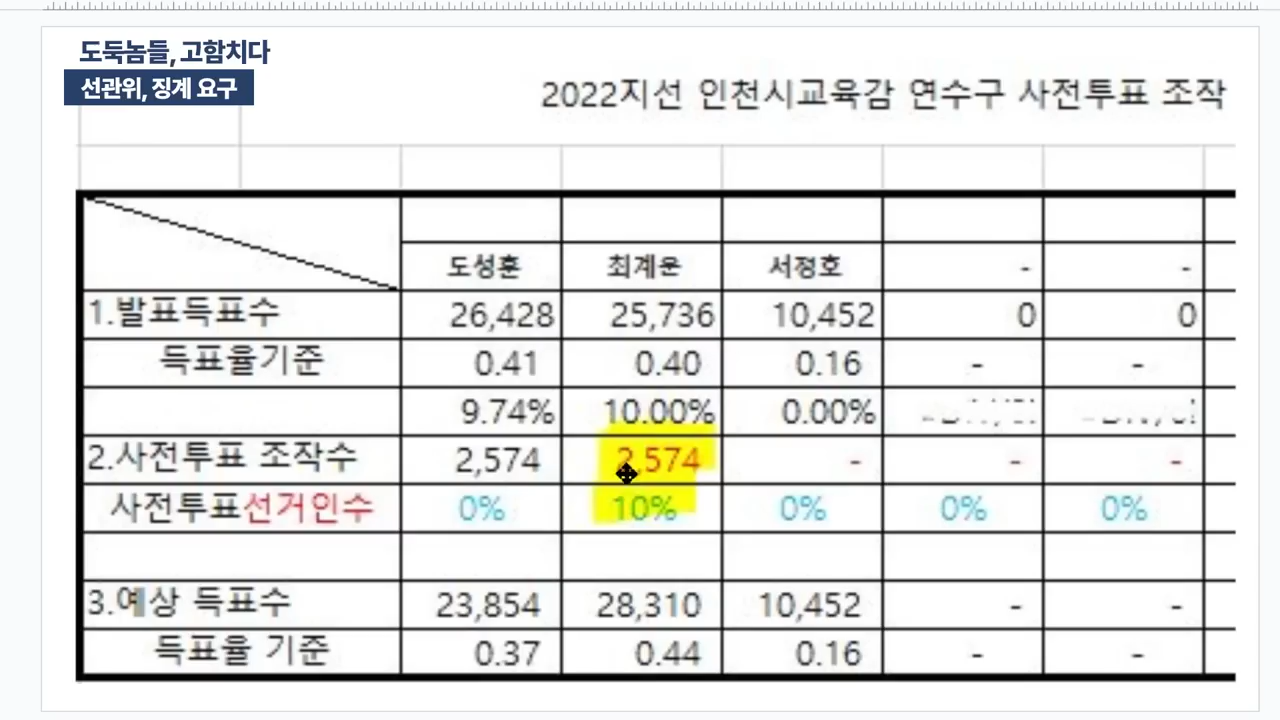 도둑놈들, 고함치다
선관위, 징계 요구
2022지선 인천시교육감 연수구 사전투표 조작
도성훈 최계운 서정호 - -
1.발표득표수 26,428 25,736 10,452 0 0
득표율기준 0.41 0.40 0.16 - -
9.74% 10.00% 0.00%
2.사전투표 조작수 2,574 2,574 - - -
사전투표선거인수 0% 10% 0% 0% 0%
3.예상 득표수 23,854 28,310 10,452 - -
득표율 기준 0.37 0.44 0.16 - -